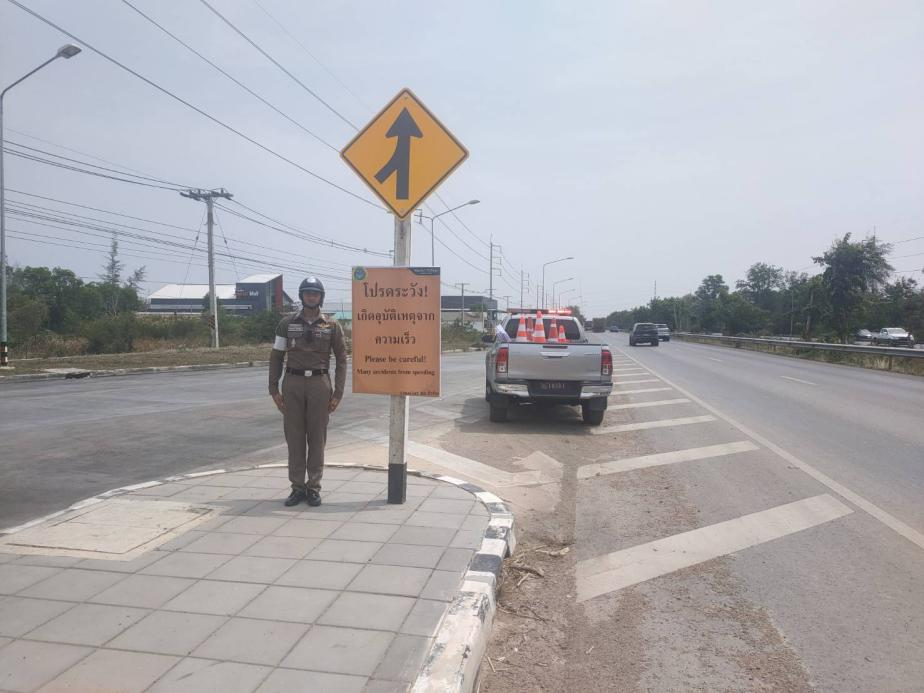 โปรดระวัง!
เกิดอุบัติเหตุจาก
ความเร็ว
Please be careful!
Many accidents from speeding